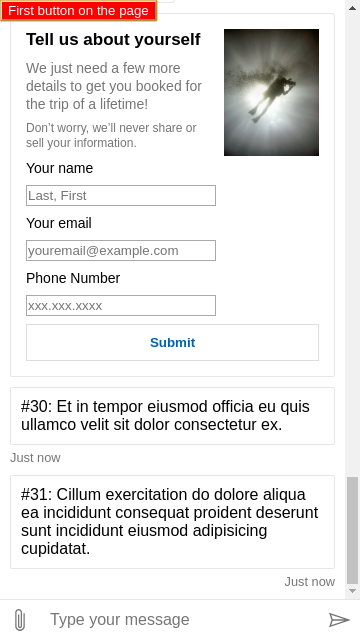 First button on the page
Tell us about yourself
We just need a few more
details to get you booked for
the trip of a lifetime!
Don’t worry, we’ll never share or
sell your information.
Your name
Last, First
Your email
youremail@example.com
Phone Number
xxx.xxx.xxxx
Submit
#30: Et in tempor eiusmod officia eu quis
ullamco velit sit dolor consectetur ex.
Just now
#31: Cillum exercitation do dolore aliqua
ea incididunt consequat proident deserunt
sunt incididunt eiusmod adipisicing
cupidatat.
Just now
Type your message